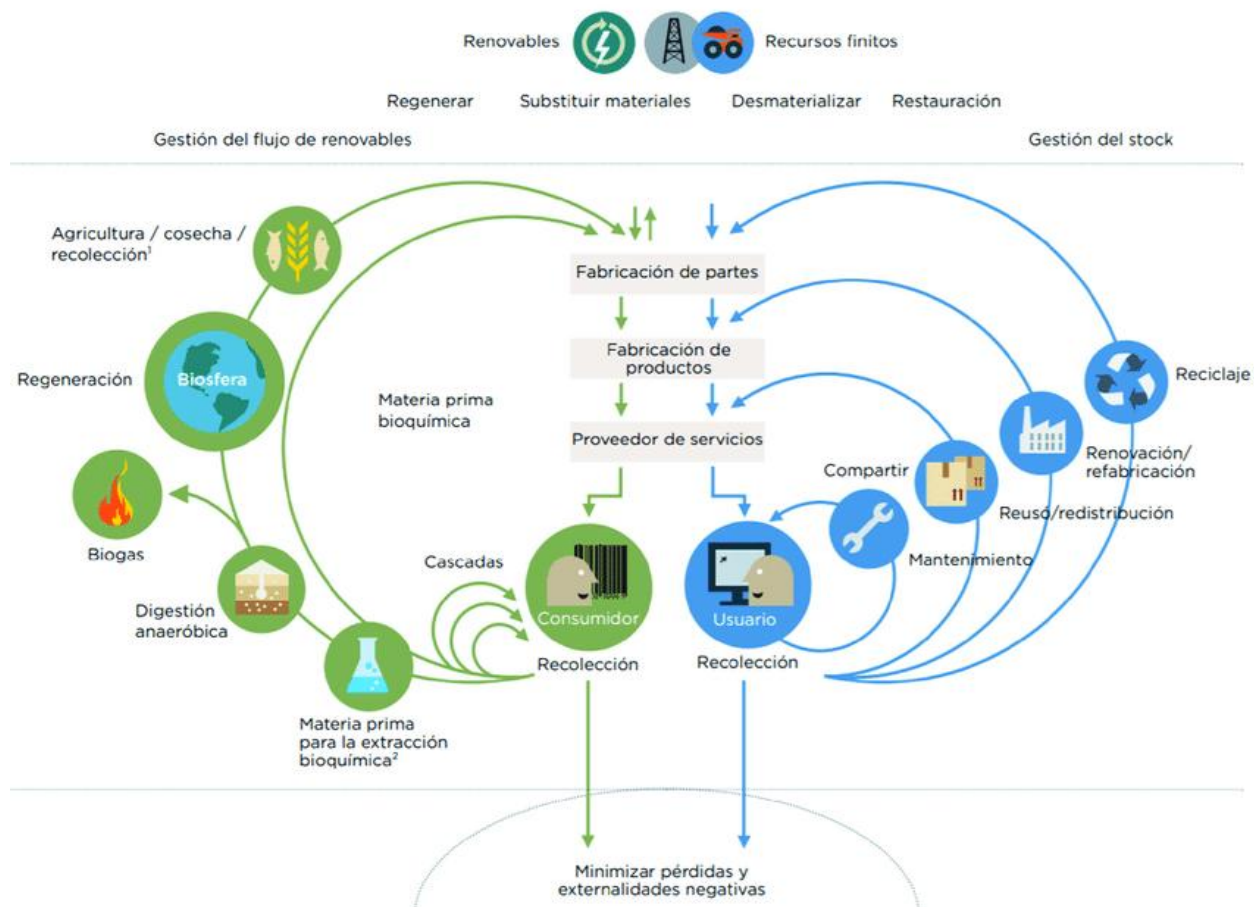 Renovables
Recursos finitos
Regenerar
Substituir materiales
Desmaterializar
Restauración
Gestión del flujo de renovables
Gestión del stock
Agricultura / cosecha /
recolección¹
Fabricación de partes
Regeneración
Biosfera
Fabricación de
productos
Reciclaje
Materia prima
bioquímica
Proveedor de servicios
Renovación/
refabricación
Compartir
Reuso/redistribución
Biogas
Cascadas
Mantenimiento
Digestión
anaeróbica
Consumidor
Usuario
Recolección
Recolección
Materia prima
para la extracción
bioquímica²
Minimizar pérdidas y
externalidades negativas